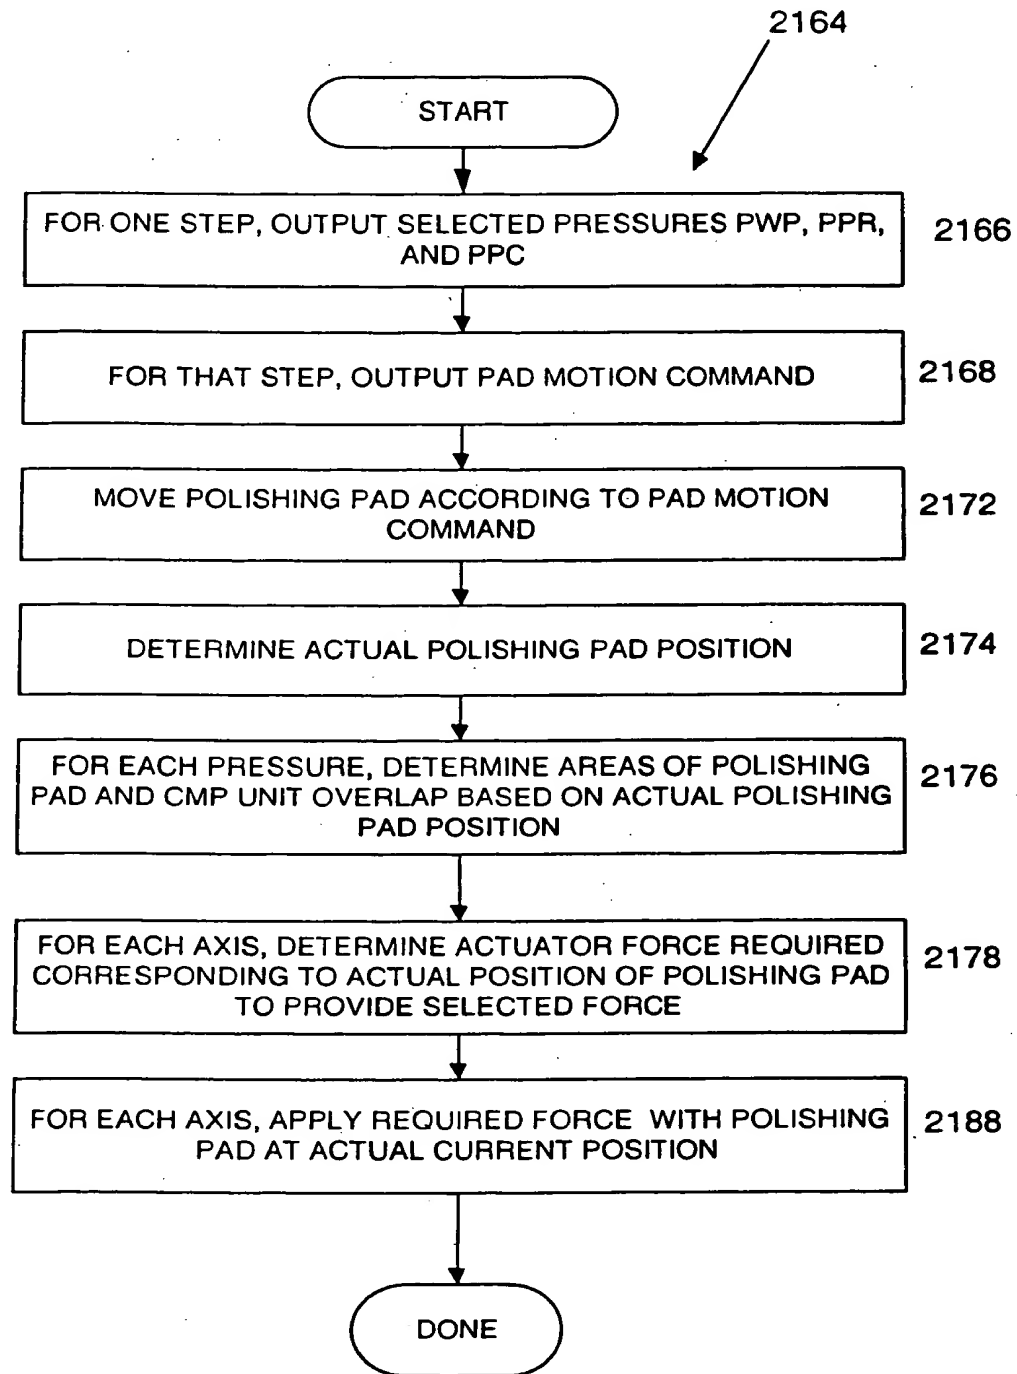 2164
START
FOR ONE STEP, OUTPUT SELECTED PRESSURES PWP, PPR,
AND PPC
2166
FOR THAT STEP, OUTPUT PAD MOTION COMMAND
2168
MOVE POLISHING PAD ACCORDING TO PAD MOTION
COMMAND
2172
DETERMINE ACTUAL POLISHING PAD POSITION
2174
FOR EACH PRESSURE, DETERMINE AREAS OF POLISHING
PAD AND CMP UNIT OVERLAP BASED ON ACTUAL POLISHING
PAD POSITION
2176
FOR EACH AXIS, DETERMINE ACTUATOR FORCE REQUIRED
CORRESPONDING TO ACTUAL POSITION OF POLISHING PAD
TO PROVIDE SELECTED FORCE
2178
FOR EACH AXIS, APPLY REQUIRED FORCE WITH POLISHING
PAD AT ACTUAL CURRENT POSITION
2188
DONE